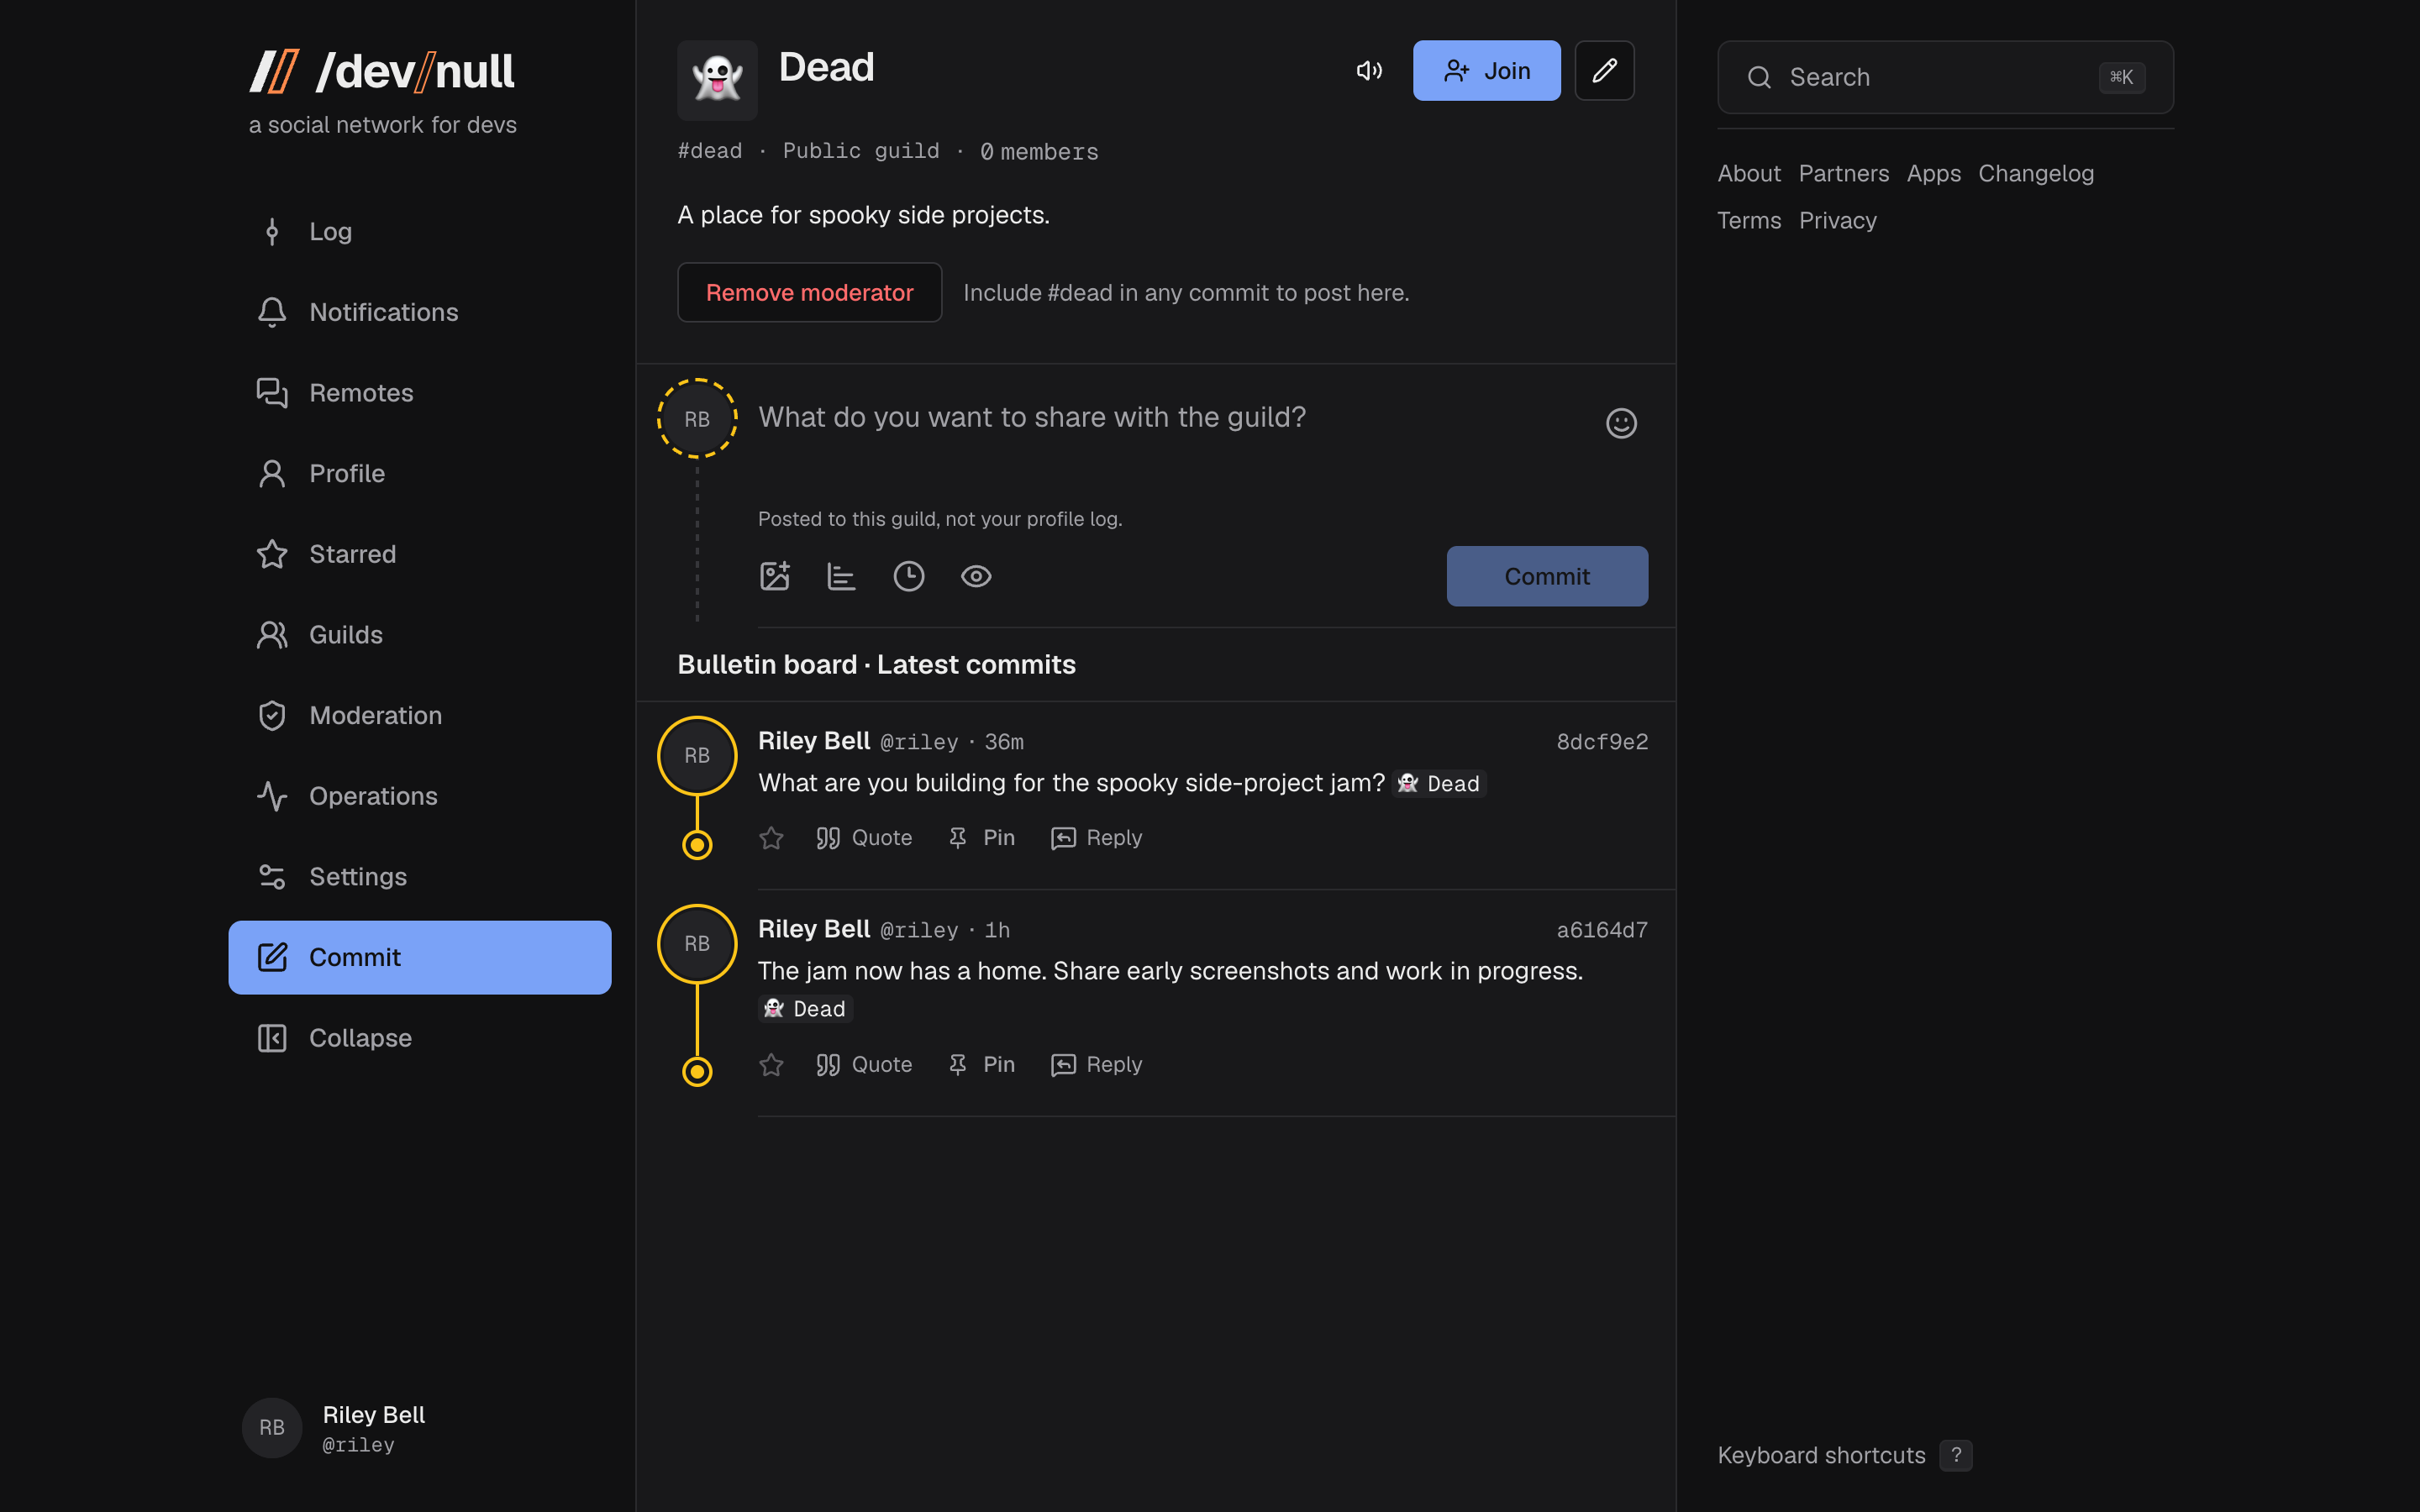 /dev/null
a social network for devs
Log
Notifications
Remotes
Profile
Starred
Guilds
Moderation
Operations
Settings
Commit
Collapse
RB
Riley Bell
@riley
Dead
Join
#dead · Public guild · 0 members
A place for spooky side projects.
Remove moderator
Include #dead in any commit to post here.
RB
What do you want to share with the guild?
Posted to this guild, not your profile log.
Commit
Bulletin board · Latest commits
RB
Riley Bell @riley · 36m 8dcf9e2
What are you building for the spooky side-project jam? 👻 Dead
Quote Pin Reply
RB
Riley Bell @riley · 1h a6164d7
The jam now has a home. Share early screenshots and work in progress.
👻 Dead
Quote Pin Reply
Search ⌘K
About Partners Apps Changelog
Terms Privacy
Keyboard shortcuts ?